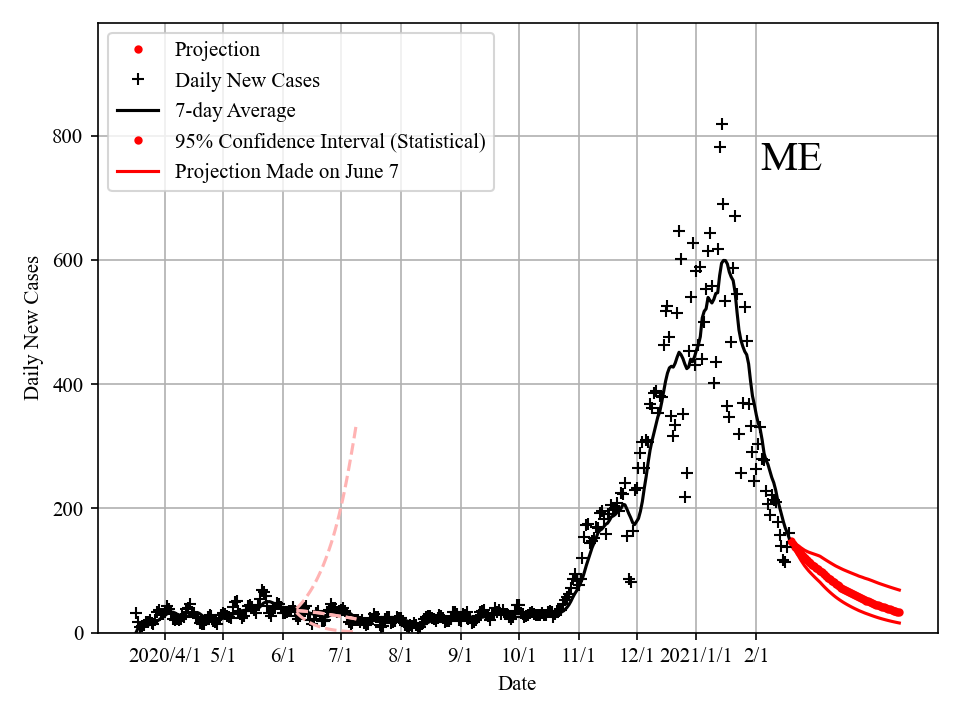 Projection
Daily New Cases
7-day Average
95% Confidence Interval (Statistical)
Projection Made on June 7
ME
800
600
400
200
0
Daily New Cases
2020/4/1 5/1 6/1 7/1 8/1 9/1 10/1 11/1 12/1 2021/1/1 2/1
Date